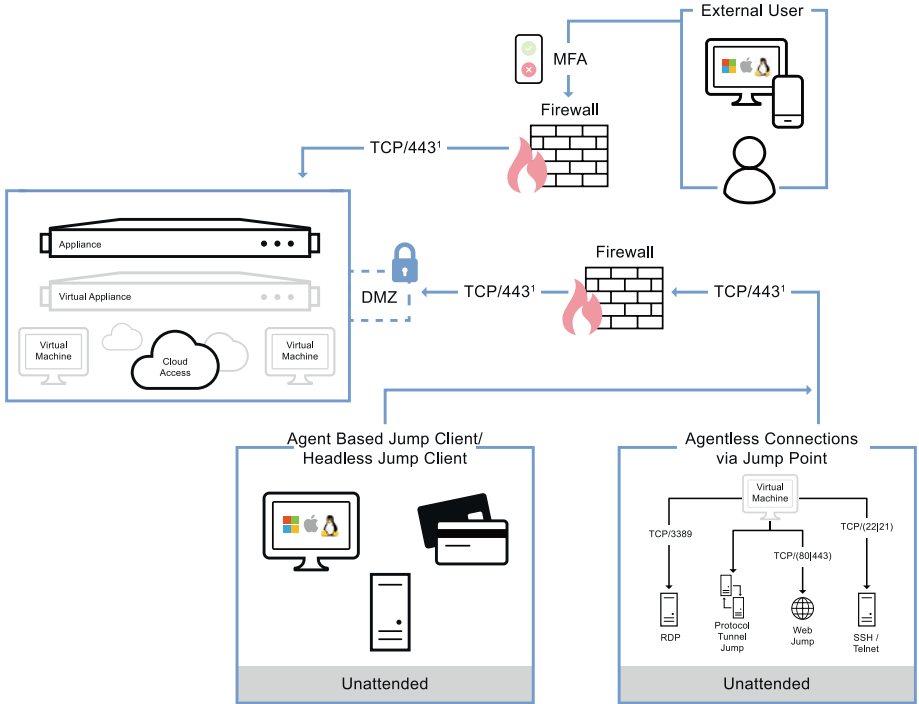 External User
MFA
Firewall
TCP/443¹
Appliance
Virtual Appliance
Virtual
Machine
Cloud
Access
Virtual
Machine
DMZ
TCP/443¹
Firewall
TCP/443¹
Agent Based Jump Client/
Headless Jump Client
Unattended
Agentless Connections
via Jump Point
Virtual
Machine
TCP/3389
TCP/(80|443)
TCP/(22|21)
RDP
Protocol
Tunnel
Jump
Web
Jump
SSH /
Telnet
Unattended